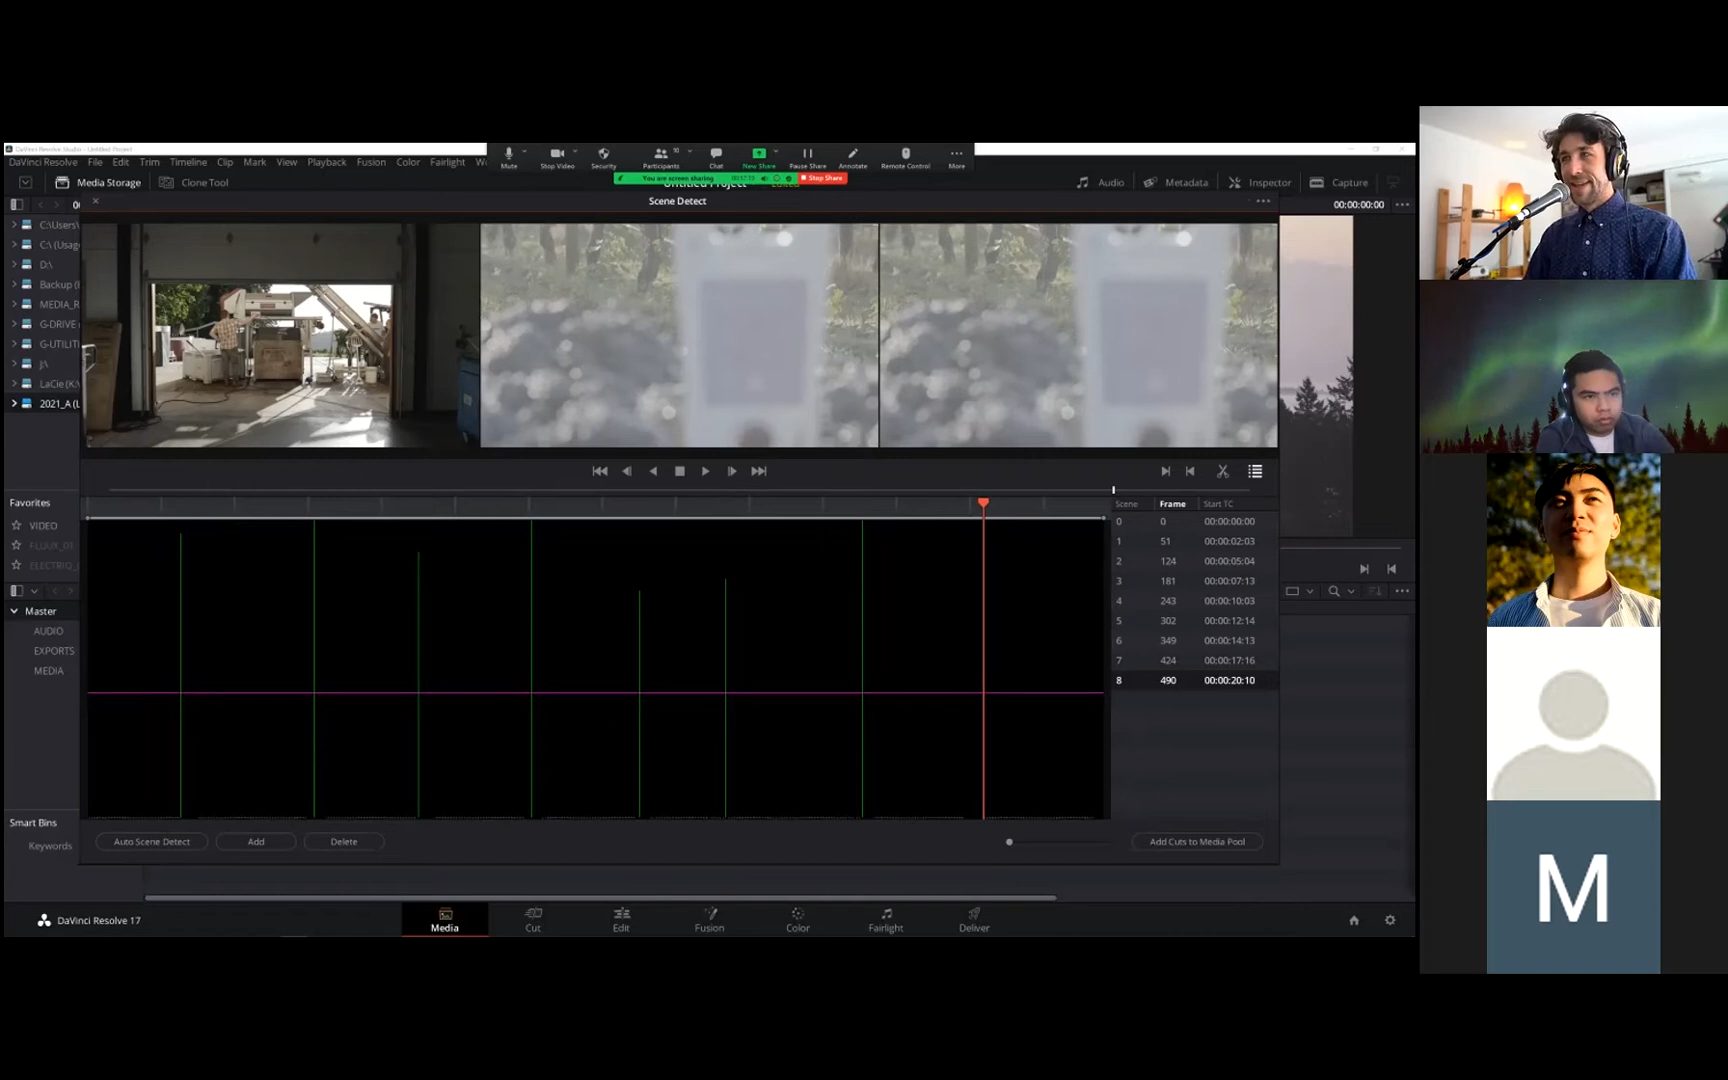 DaVinci Resolve Studio - Untitled Project
DaVinci Resolve File Edit Trim Timeline Clip Mark View Playback Fusion Color Fairlight
Mute Stop Video Security Participants 10 Chat New Share Pause Share Annotate Remote Control More
You are screen sharing Stop Share
Media Storage Clone Tool Untitled Project Edited Audio Metadata Inspector Capture
Scene Detect 00:00:00:00
C:\Users\
C:\ (Usag
D:\
Backup (
MEDIA_R
G-DRIVE
G-UTILIT
J:\
LaCie (K:\
2021_A (L
Favorites
VIDEO
FLUX_01
ELECTRIQ_
Master
AUDIO
EXPORTS
MEDIA
Smart Bins
Keywords
Scene Frame Start TC
0 0 00:00:00:00
1 51 00:00:02:03
2 124 00:00:05:04
3 181 00:00:07:13
4 243 00:00:10:03
5 302 00:00:12:14
6 349 00:00:14:13
7 424 00:00:17:16
8 490 00:00:20:10
Auto Scene Detect Add Delete Add Cuts to Media Pool
DaVinci Resolve 17 Media Cut Edit Fusion Color Fairlight Deliver
M